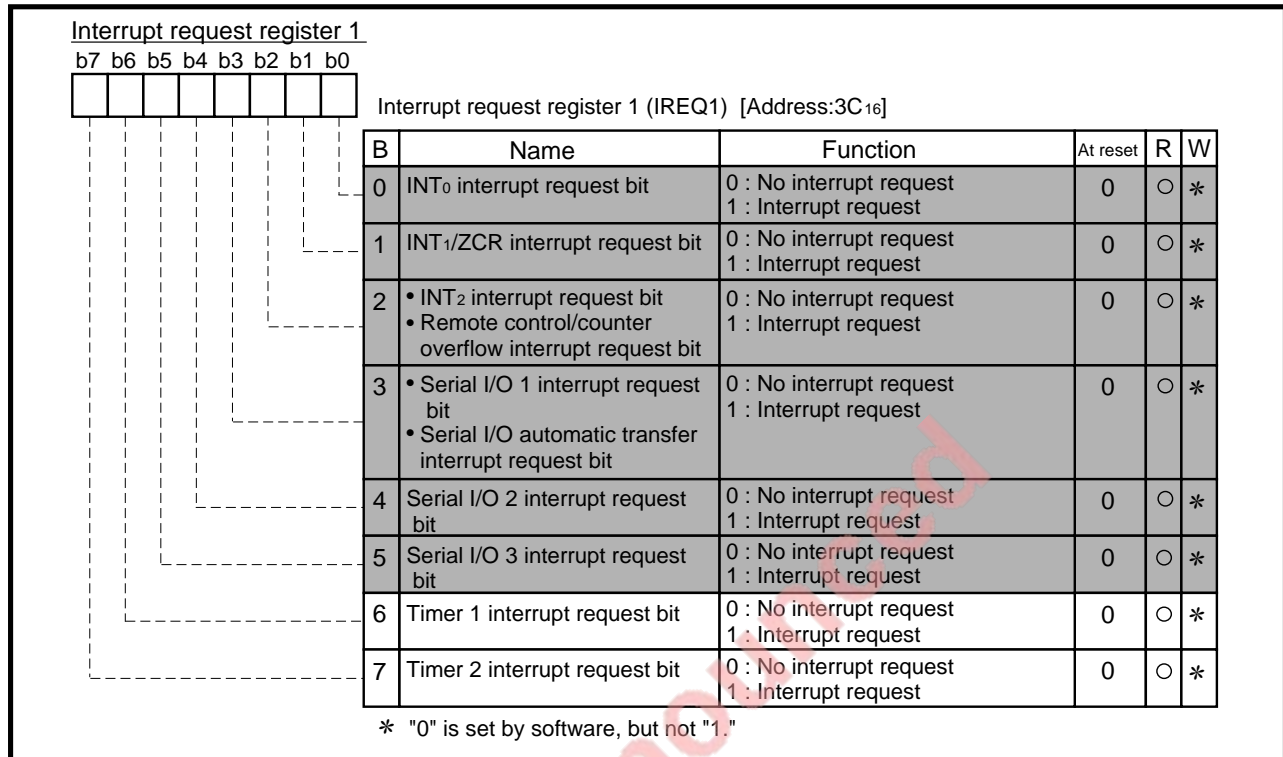 Interrupt request register 1
b7 b6 b5 b4 b3 b2 b1 b0
Interrupt request register 1 (IREQ1) [Address:3C16]
B Name Function At reset R W
0 INT0 interrupt request bit 0 : No interrupt request 0 ○ *
1 : Interrupt request
1 INT1/ZCR interrupt request bit 0 : No interrupt request 0 ○ *
1 : Interrupt request
2 • INT2 interrupt request bit 0 : No interrupt request 0 ○ *
• Remote control/counter 1 : Interrupt request
overflow interrupt request bit
3 • Serial I/O 1 interrupt request 0 : No interrupt request 0 ○ *
bit 1 : Interrupt request
• Serial I/O automatic transfer
interrupt request bit
4 Serial I/O 2 interrupt request 0 : No interrupt request 0 ○ *
bit 1 : Interrupt request
5 Serial I/O 3 interrupt request 0 : No interrupt request 0 ○ *
bit 1 : Interrupt request
6 Timer 1 interrupt request bit 0 : No interrupt request 0 ○ *
1 : Interrupt request
7 Timer 2 interrupt request bit 0 : No interrupt request 0 ○ *
1 : Interrupt request
* "0" is set by software, but not "1."